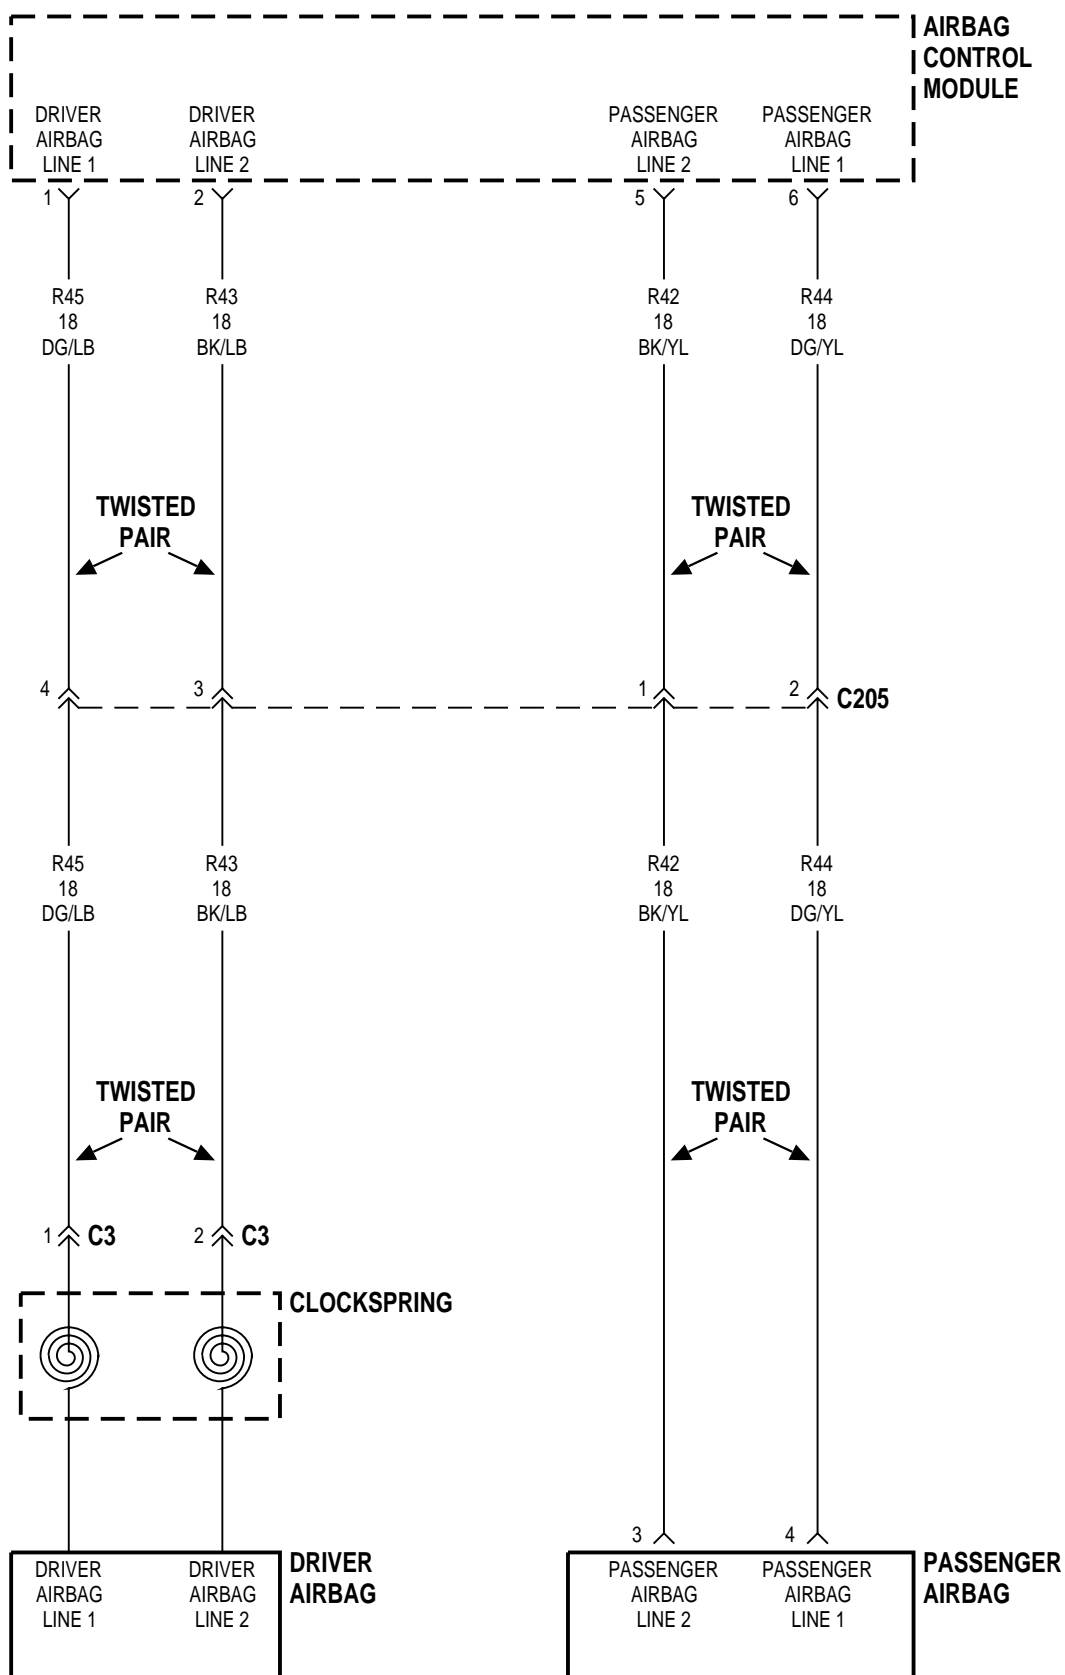 AIRBAG
CONTROL
MODULE
DRIVER
AIRBAG
LINE 1
DRIVER
AIRBAG
LINE 2
PASSENGER
AIRBAG
LINE 2
PASSENGER
AIRBAG
LINE 1
1
2
5
6
R45
18
DG/LB
R43
18
BK/LB
R42
18
BK/YL
R44
18
DG/YL
TWISTED
PAIR
TWISTED
PAIR
4
3
1
2
C205
R45
18
DG/LB
R43
18
BK/LB
R42
18
BK/YL
R44
18
DG/YL
TWISTED
PAIR
TWISTED
PAIR
1
C3
2
C3
CLOCKSPRING
3
4
DRIVER
AIRBAG
LINE 1
DRIVER
AIRBAG
LINE 2
DRIVER
AIRBAG
PASSENGER
AIRBAG
LINE 2
PASSENGER
AIRBAG
LINE 1
PASSENGER
AIRBAG